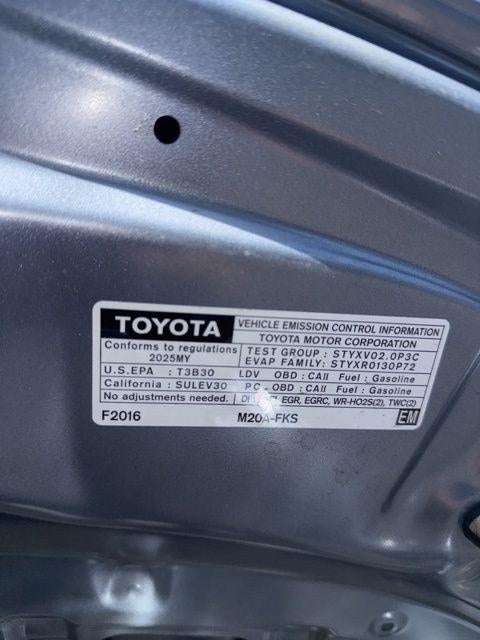 TOYOTA
VEHICLE EMISSION CONTROL INFORMATION
TOYOTA MOTOR CORPORATION
Conforms to regulations
2025MY
TEST GROUP : STYXV02.0P3C
EVAP FAMILY: STYXR0130P72
U.S.EPA : T3B30
LDV OBD : CAII Fuel : Gasoline
California : SULEV30
PC OBD : CAII Fuel : Gasoline
No adjustments needed.
EGR, EGRC, WR-HO2S(2), TWC(2)
F2016
M20A-FKS
EM